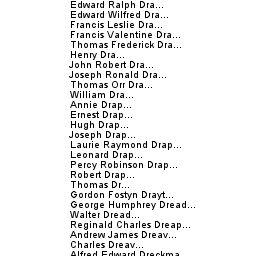 Edward Ralph Dra...
Edward Wilfred Dra...
Francis Leslie Dra...
Francis Valentine Dra...
Thomas Frederick Dra...
Henry Dra...
John Robert Dra...
Joseph Ronald Dra...
Thomas Orr Dra...
William Dra...
Annie Drap...
Ernest Drap...
Hugh Drap...
Joseph Drap...
Laurie Raymond Drap...
Leonard Drap...
Percy Robinson Drap...
Robert Drap...
Thomas Dr...
Gordon Fostyn Drayt...
George Humphrey Dread...
Walter Dread...
Reginald Charles Dreap...
Andrew James Dreav...
Charles Dreav...
Alfred Edward Dreckma...